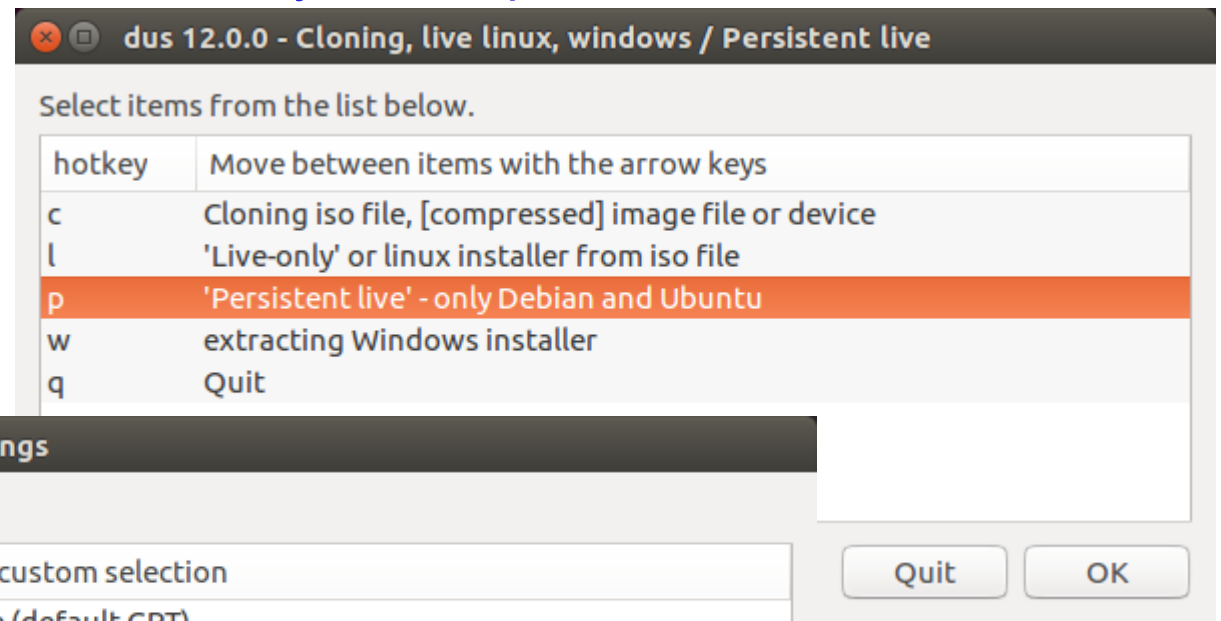 dus 12.0.0 - Cloning, live linux, windows / Persistent live
Select items from the list below.
hotkey Move between items with the arrow keys
c Cloning iso file, [compressed] image file or device
l 'Live-only' or linux installer from iso file
p 'Persistent live' - only Debian and Ubuntu
w extracting Windows installer
q Quit
ngs
custom selection
Quit OK
(default GPT)